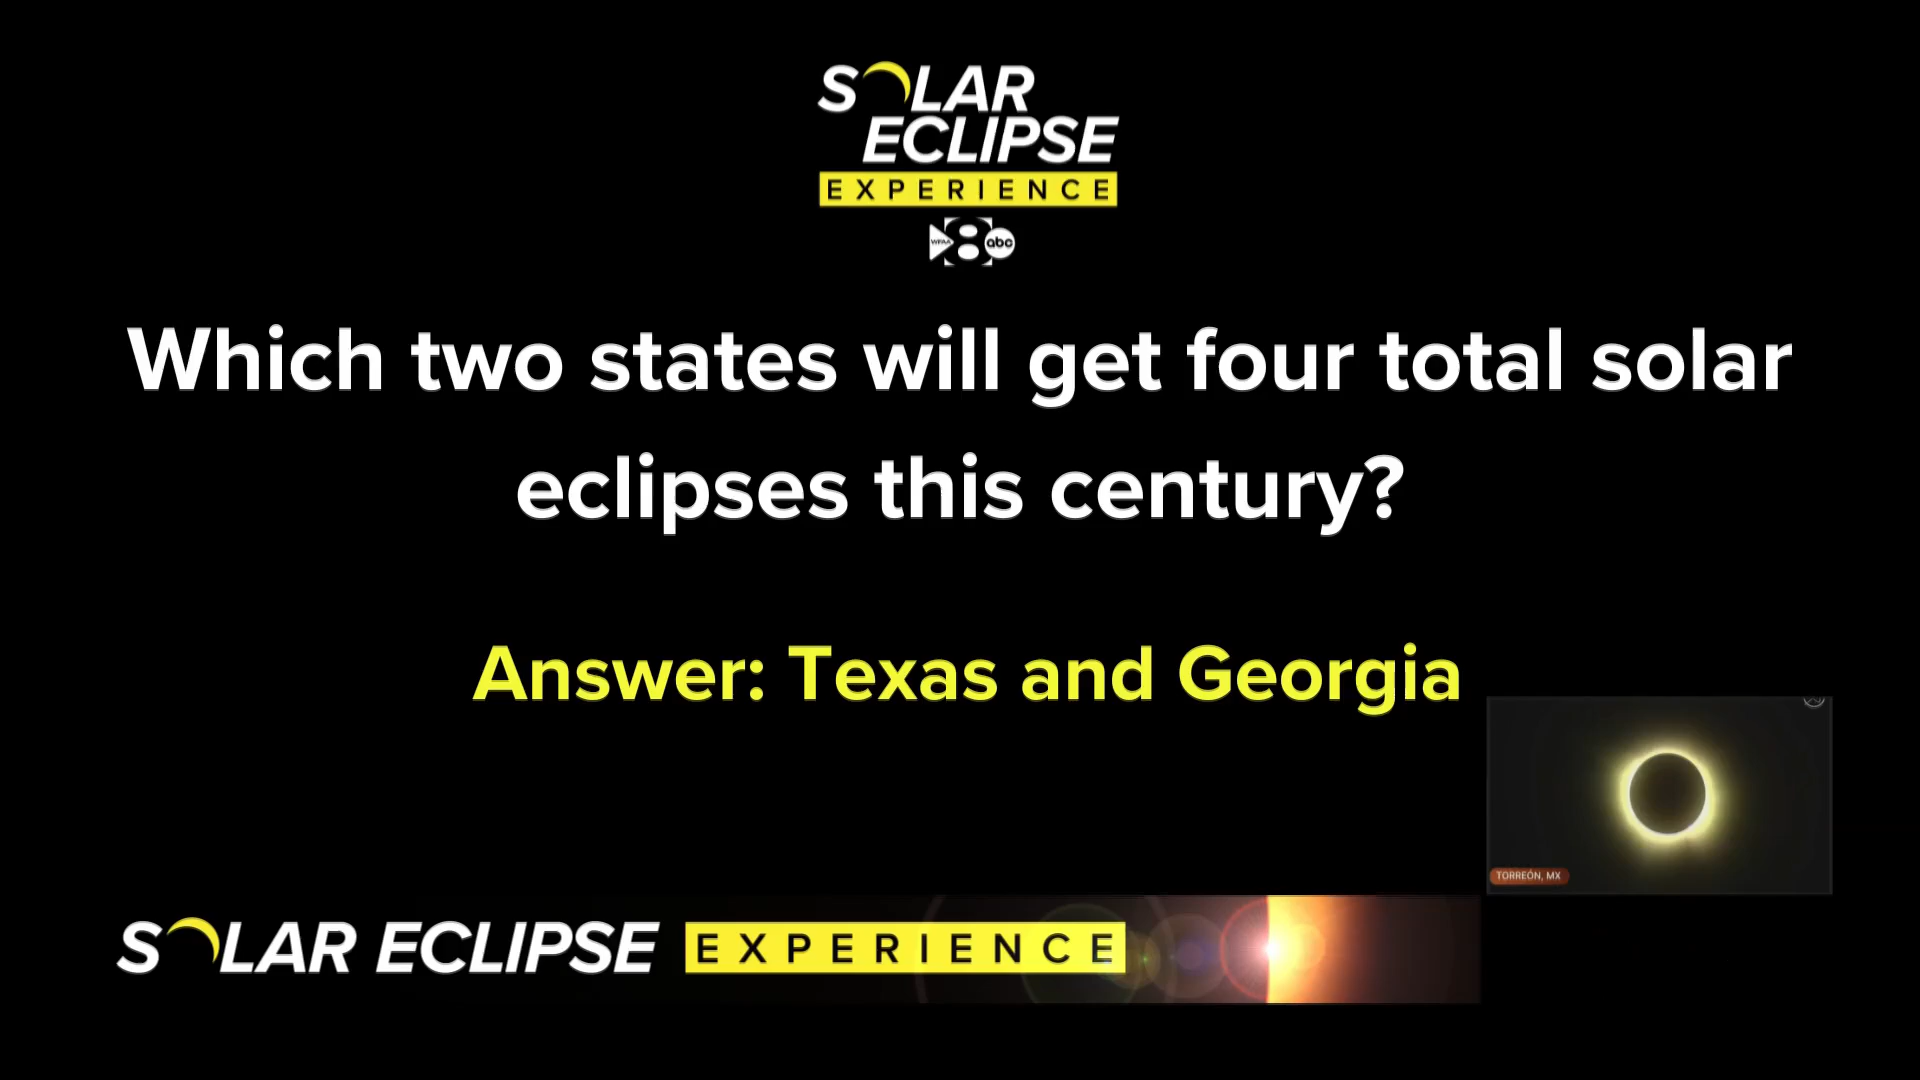 SOLAR
ECLIPSE
EXPERIENCE
WFAA 8 abc
Which two states will get four total solar
eclipses this century?
Answer: Texas and Georgia
TORREÓN, MX
SOLAR ECLIPSE EXPERIENCE